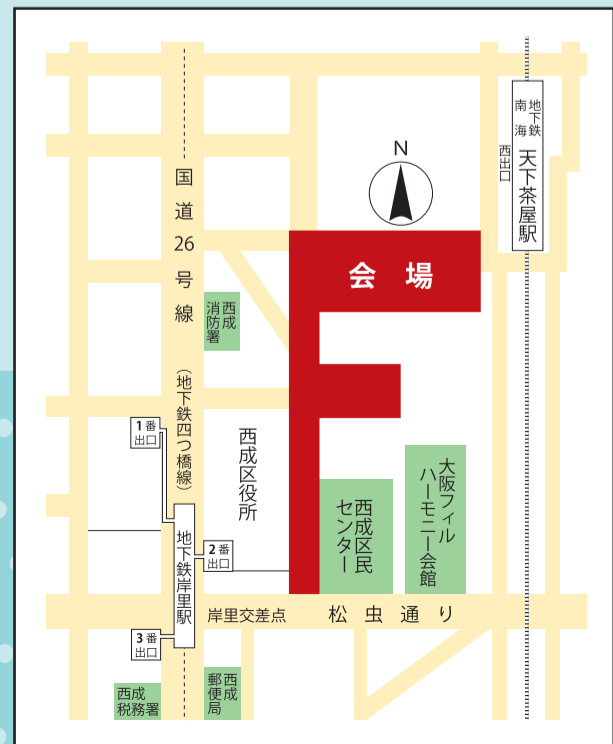 N
地下鉄
南海
天下茶屋駅
西出口
会場
国道26号線
(地下鉄四つ橋線)
西成
消防署
1番
出口
西成区役所
大阪フィル
ハーモニー会館
西成区民
センター
地下鉄岸里駅
2番
出口
岸里交差点
松虫通り
3番
出口
西成
税務署
西成
郵便局